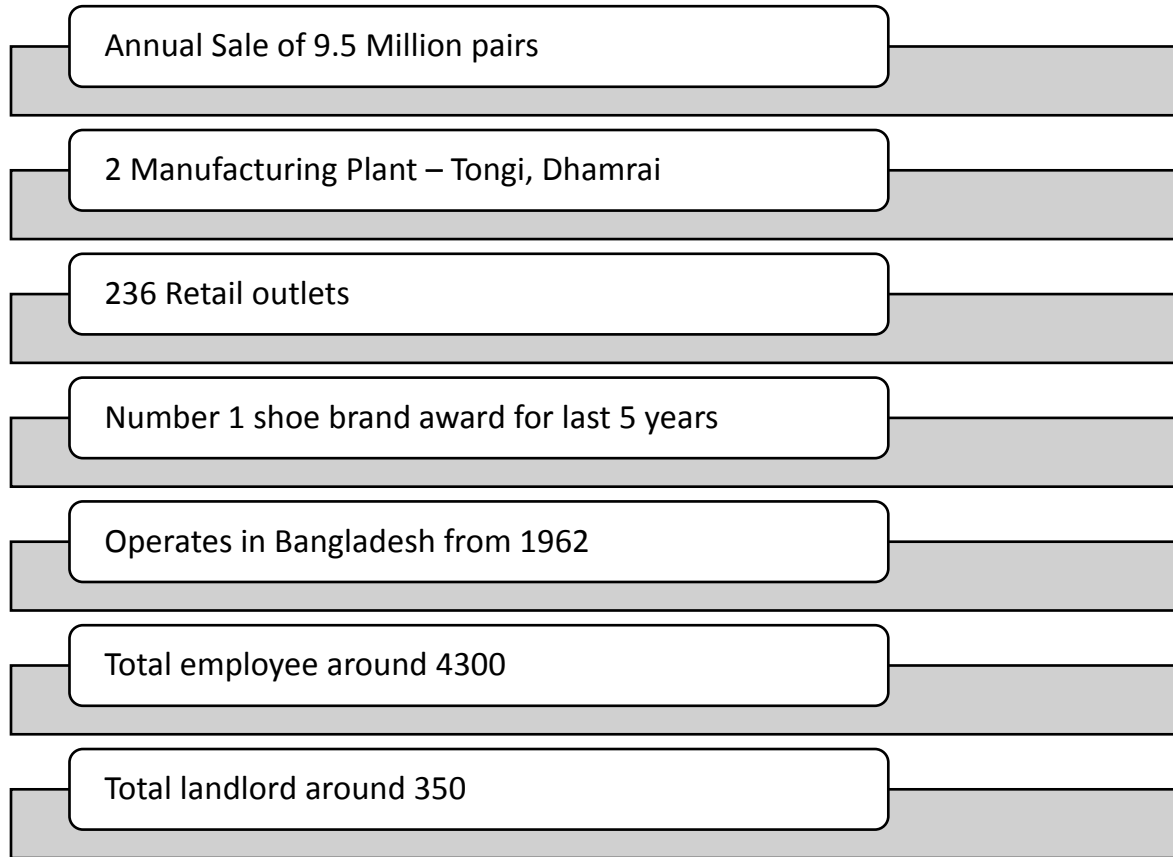 Annual Sale of 9.5 Million pairs
2 Manufacturing Plant – Tongi, Dhamrai
236 Retail outlets
Number 1 shoe brand award for last 5 years
Operates in Bangladesh from 1962
Total employee around 4300
Total landlord around 350